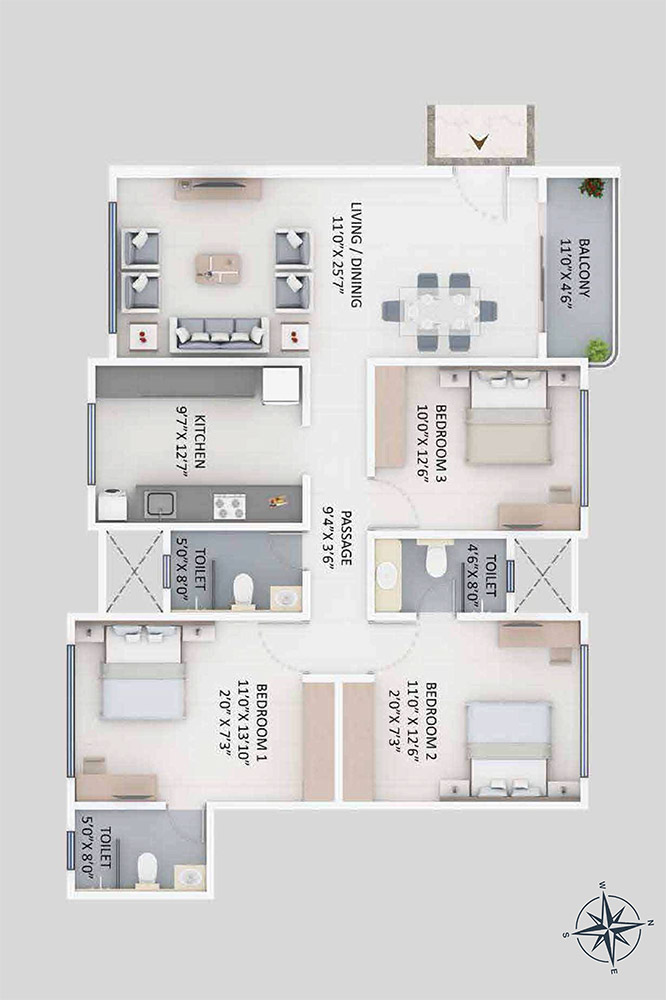 LIVING / DININIG
11'0"X 25'7"
BALCONY
11'0"X 4'6"
KITCHEN
9'7"X 12'7"
BEDROOM 3
10'0"X 12'6"
PASSAGE
9'4"X 3'6"
TOILET
5'0"X 8'0"
TOILET
4'6"X 8'0"
BEDROOM 1
11'0"X 13'10"
2'0" X 7'3"
BEDROOM 2
11'0" X 12'6"
2'0"X 7'3"
TOILET
5'0"X 8'0"
W
N
S
E